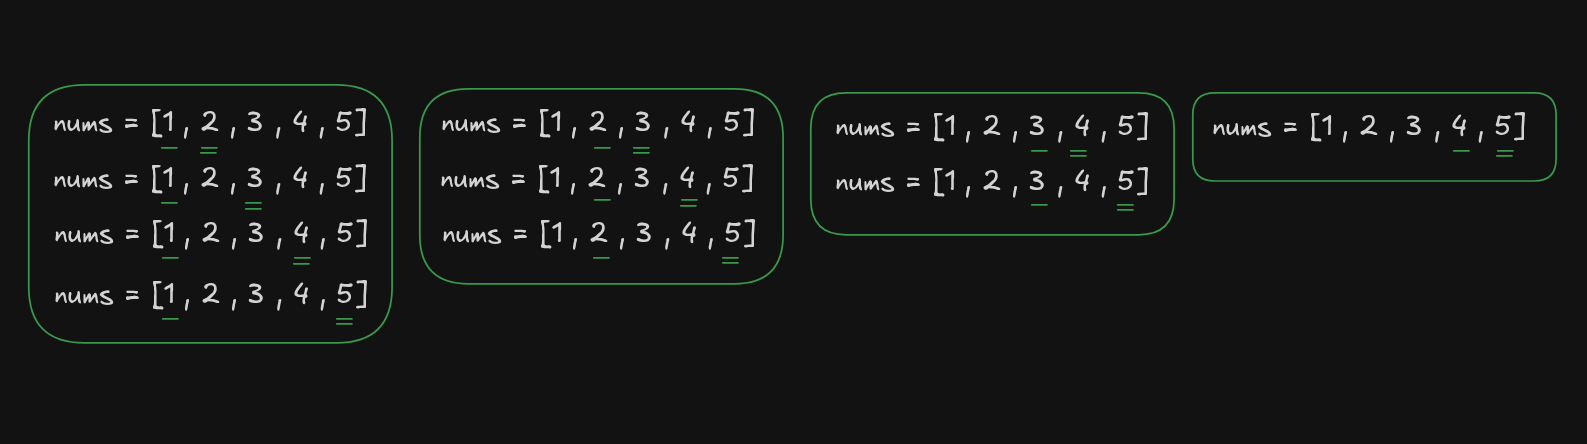 nums = [1, 2, 3, 4, 5]
nums = [1, 2, 3, 4, 5]
nums = [1, 2, 3, 4, 5]
nums = [1, 2, 3, 4, 5]
nums = [1, 2, 3, 4, 5]
nums = [1, 2, 3, 4, 5]
nums = [1, 2, 3, 4, 5]
nums = [1, 2, 3, 4, 5]
nums = [1, 2, 3, 4, 5]
nums = [1, 2, 3, 4, 5]